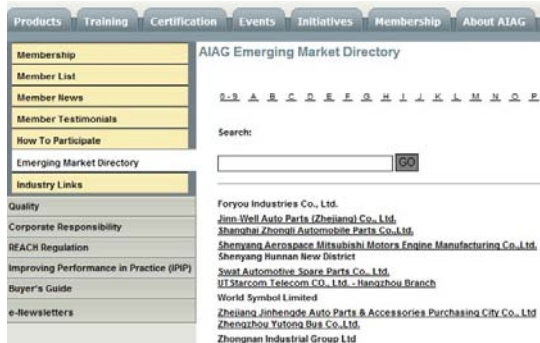 Products Training Certification Events Initiatives Membership About AIAG
Membership
Member List
Member News
Member Testimonials
How To Participate
Emerging Market Directory
Industry Links
Quality
Corporate Responsibility
REACH Regulation
Improving Performance in Practice (IPIP)
Buyer's Guide
e-Newsletters
AIAG Emerging Market Directory
0-9 A B C D E F G H I J K L M N O P
Search:
GO
Foryou Industries Co., Ltd.
Jinn-Well Auto Parts (Zhejiang) Co., Ltd.
Shanghai Zhongli Automobile Parts Co.,Ltd.
Shenyang Aerospace Mitsubishi Motors Engine Manufacturing Co.,Ltd.
Shenyang Hunnan New District
Swat Automotive Spare Parts Co., Ltd.
UTStarcom Telecom CO., Ltd. - Hangzhou Branch
World Symbol Limited
Zhejiang Jinhengde Auto Parts & Accessories Purchasing City Co., Ltd
Zhengzhou Yutong Bus Co.,Ltd.
Zhongnan Industrial Group Ltd